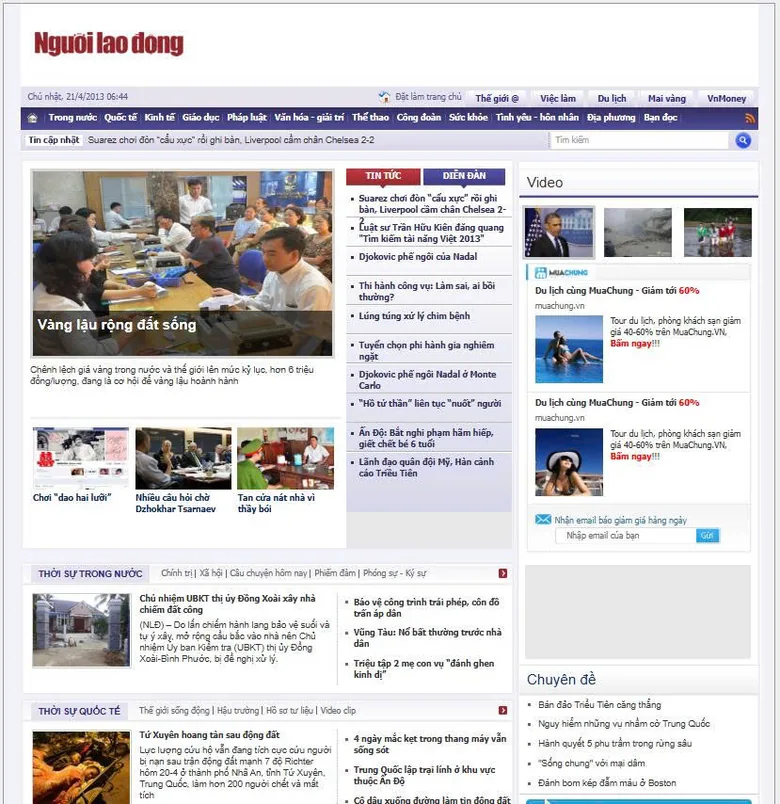 Người lao động
Chủ nhật, 21/4/2013 06:44
Đặt làm trang chủ
Thế giới @
Việc làm
Du lịch
Mai vàng
VnMoney
Trong nước
Quốc tế
Kinh tế
Giáo dục
Pháp luật
Văn hóa - giải trí
Thể thao
Công đoàn
Sức khỏe
Tình yêu - hôn nhân
Địa phương
Bạn đọc
Tin cập nhật
Suarez chơi đòn "cẩu xực" rồi ghi bàn, Liverpool cầm chân Chelsea 2-2
Tìm kiếm
Vàng lậu rộng đất sống
Chênh lệch giá vàng trong nước và thế giới lên mức kỷ lục, hơn 6 triệu
đồng/lượng, đang là cơ hội để vàng lậu hoành hành
Chơi "dao hai lưỡi"
Nhiều câu hỏi chờ
Dzhokhar Tsarnaev
Tan cửa nát nhà vì
thầy bói
TIN TỨC
DIỄN ĐÀN
Suarez chơi đòn "cẩu xực" rồi ghi
bàn, Liverpool cầm chân Chelsea 2-
2
Luật sư Trần Hữu Kiên đăng quang
"Tìm kiếm tài năng Việt 2013"
Djokovic phế ngôi của Nadal
Thi hành công vụ: Làm sai, ai bồi
thường?
Lúng túng xử lý chim bệnh
Tuyển chọn phi hành gia nghiêm
ngặt
Djokovic phế ngôi Nadal ở Monte
Carlo
"Hố tử thần" liên tục "nuốt" người
Ấn Độ: Bắt nghi phạm hãm hiếp,
giết chết bé 6 tuổi
Lãnh đạo quân đội Mỹ, Hàn cảnh
cáo Triều Tiên
Video
MUACHUNG
Du lịch cùng MuaChung - Giảm tới 60%
muachung.vn
Tour du lịch, phòng khách sạn giảm
giá 40-60% trên MuaChung.VN,
Bấm ngay!!!
Du lịch cùng MuaChung - Giảm tới 60%
muachung.vn
Tour du lịch, phòng khách sạn giảm
giá 40-60% trên MuaChung.VN,
Bấm ngay!!!
Nhận email báo giảm giá hàng ngày
Nhập email của bạn
Gửi
THỜI SỰ TRONG NƯỚC
Chính trị | Xã hội | Câu chuyện hôm nay | Phiếm đàm | Phóng sự - Ký sự
Chủ nhiệm UBKT thị ủy Đồng Xoài xây nhà
chiếm đất công
(NLĐ) – Do lấn chiếm hành lang bảo vệ suối và
tự ý xây, mở rộng cầu bắc vào nhà nên Chủ
nhiệm Ủy ban Kiểm tra (UBKT) thị ủy Đồng
Xoài-Bình Phước, bị đề nghị xử lý.
Bảo vệ công trình trái phép, côn đồ
trấn áp dân
Vũng Tàu: Nổ bất thường trước nhà
dân
Triệu tập 2 mẹ con vụ "đánh ghen
kinh dị"
THỜI SỰ QUỐC TẾ
Thế giới sống động | Hậu trường | Hồ sơ tư liệu | Video clip
Tứ Xuyên hoang tàn sau động đất
Lực lượng cứu hộ vẫn đang tích cực cứu người
bị nạn sau trận động đất mạnh 7 độ Richter
hôm 20-4 ở thành phố Nhã An, tỉnh Tứ Xuyên,
Trung Quốc, làm hơn 200 người chết và mất
tích
4 ngày mắc kẹt trong thang máy vẫn
sống sót
Trung Quốc lập trại lính ở khu vực
thuộc Ấn Độ
Cô dâu xuống đường làm tin động đất
Chuyên đề
Bán đảo Triều Tiên căng thẳng
Nguy hiểm những vụ nhầm cở Trung Quốc
Hành quyết 5 phu trầm trong rừng sâu
"Sống chung" với mại dâm
Đánh bom kép đẫm máu ở Boston